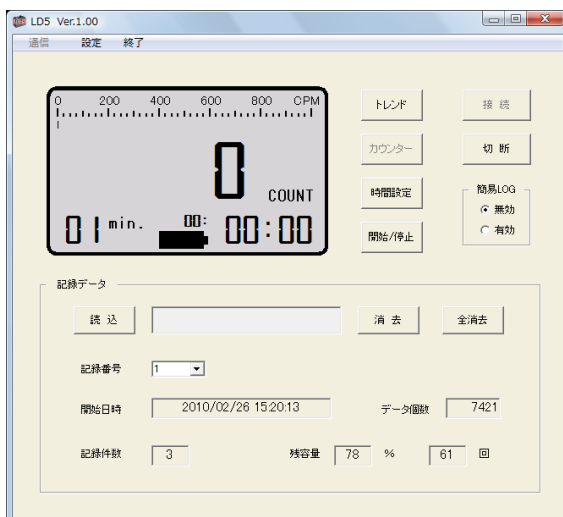 LD5 Ver.1.00
通信 設定 終了
0 200 400 600 800 CPM
0
COUNT
01 min. 00: 00:00
トレンド
接 続
カウンター
切 断
時間設定
開始/停止
簡易LOG
無効
有効
記録データ
読 込
消 去
全消去
記録番号 1
開始日時 2010/02/26 15:20:13 データ個数 7421
記録件数 3 残容量 78 % 61 回